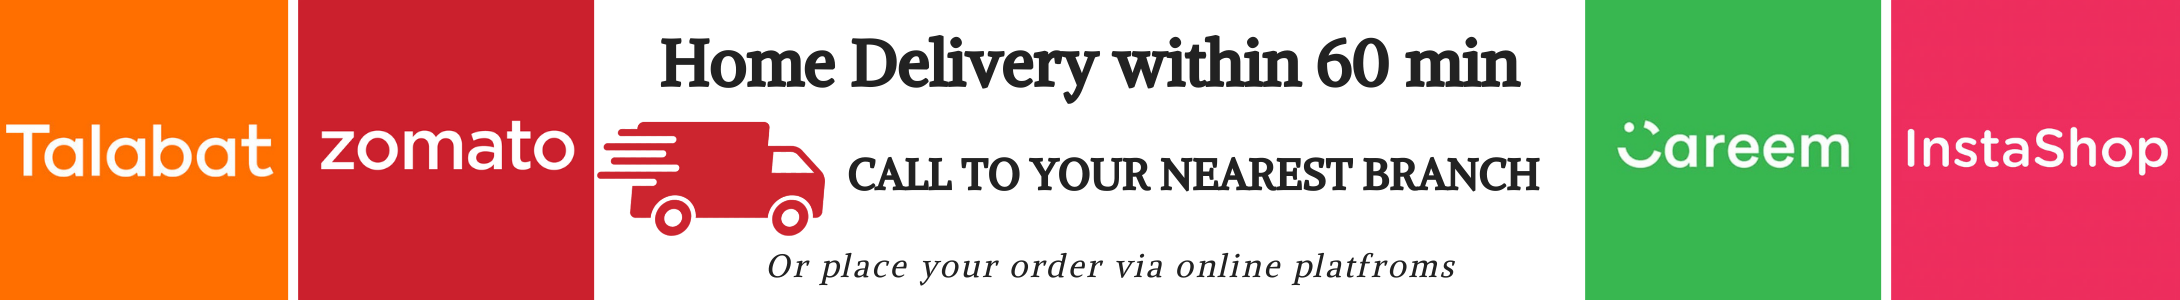 Talabat
zomato
Home Delivery within 60 min
CALL TO YOUR NEAREST BRANCH
Or place your order via online platfroms
Careem
InstaShop